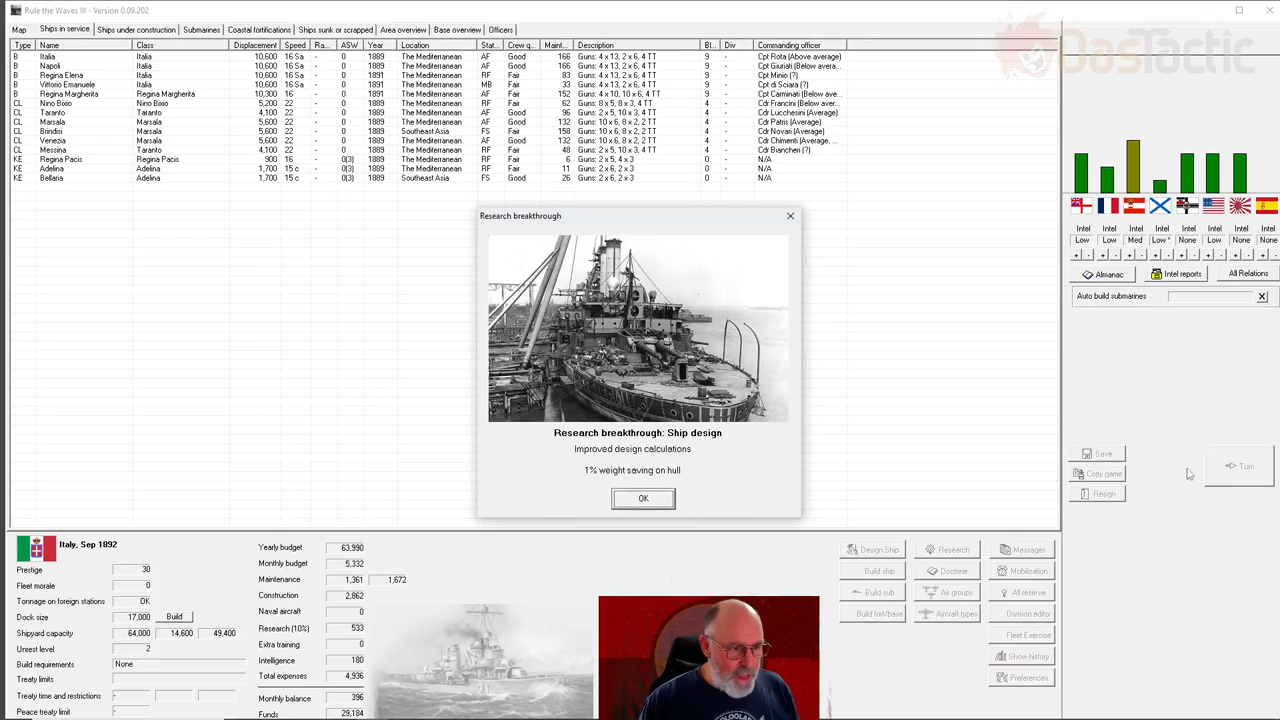 Rule the Waves III - Version 0.09.202
DasTactic
Map Ships in service Ships under construction Submarines Coastal fortifications Ships sunk or scrapped Area overview Base overview Officers
Type Name Class Displacement Speed Ra... ASW Year Location Stat... Crew q... Maint... Description Bl... Div Commanding officer
B Italia Italia 10,600 16 Sa - 0 1889 The Mediterranean AF Good 166 Guns: 4 x 13, 2 x 6, 4 TT 9 - Cpt Rota (Above average)
B Napoli Italia 10,600 16 Sa - 0 1889 The Mediterranean AF Good 166 Guns: 4 x 13, 2 x 6, 4 TT 9 - Cpt Giuriati (Below avera...
B Regina Elena Italia 10,600 16 Sa - 0 1891 The Mediterranean RF Fair 83 Guns: 4 x 13, 2 x 6, 4 TT 9 - Cpt Minio (?)
B Vittorio Emanuele Italia 10,600 16 Sa - 0 1891 The Mediterranean MB Fair 33 Guns: 4 x 13, 2 x 6, 4 TT 9 - Cpt di Sciara (?)
B Regina Margherita Regina Margherita 10,300 16 - 0 1891 The Mediterranean AF Fair 152 Guns: 4 x 10, 10 x 6, 6 TT 9 - Cpt Carminati (Below aver...
CL Nino Bixio Nino Bixio 5,200 22 - 0 1889 The Mediterranean RF Fair 62 Guns: 8 x 5, 8 x 3, 4 TT 4 - Cdr Francini (Below aver...
CL Taranto Taranto 4,100 22 - 0 1889 The Mediterranean AF Good 96 Guns: 2 x 5, 10 x 3, 4 TT 4 - Cdr Lucchesini (Average)
CL Marsala Marsala 5,600 22 - 0 1889 The Mediterranean AF Good 132 Guns: 10 x 6, 8 x 2, 2 TT 4 - Cdr Patris (Average)
CL Brindisi Marsala 5,600 22 - 0 1889 Southeast Asia FS Fair 158 Guns: 10 x 6, 8 x 2, 2 TT 4 - Cdr Novari (Average)
CL Venezia Marsala 5,600 22 - 0 1889 The Mediterranean AF Good 132 Guns: 10 x 6, 8 x 2, 2 TT 4 - Cdr Chimenti (Average, ...
CL Messina Taranto 4,100 22 - 0 1889 The Mediterranean RF Fair 48 Guns: 2 x 5, 10 x 3, 4 TT 4 - Cdr Biancheri (?)
KE Regina Pacis Regina Pacis 900 16 - 0(3) 1889 The Mediterranean RF Fair 6 Guns: 2 x 5, 4 x 3 0 - N/A
KE Adelina Adelina 1,700 15 c - 0(3) 1889 The Mediterranean RF Fair 11 Guns: 2 x 6, 2 x 3 0 - N/A
KE Bellaria Adelina 1,700 15 c - 0(3) 1889 Southeast Asia FS Good 26 Guns: 2 x 6, 2 x 3 0 - N/A
Research breakthrough
Research breakthrough: Ship design
Improved design calculations
1% weight saving on hull
OK
Intel Intel Intel Intel Intel Intel Intel Intel
Low Low Med Low * None Low None None
+ - + - + - + - + - + - + - + -
Almanac Intel reports All Relations
Auto build submarines X
Save
Copy game
Resign
Turn
Italy, Sep 1892
Prestige 30
Fleet morale 0
Tonnage on foreign stations OK
Dock size 17,000 Build
Shipyard capacity 64,000 14,600 49,400
Unrest level 2
Build requirements None
Treaty limits
Treaty time and restrictions -
Peace treaty limit -
Yearly budget 63,990
Monthly budget 5,332
Maintenance 1,361 1,672
Construction 2,862
Naval aircraft 0
Research (10%) 533
Extra training 0
Intelligence 180
Total expenses 4,936
Monthly balance 396
Funds 29,184
Design Ship Research Messages
Build ship Doctrine Mobilization
Build sub Air groups All reserve
Build fort/base Aircraft types Division editor
Fleet Exercise
Show history
Preferences